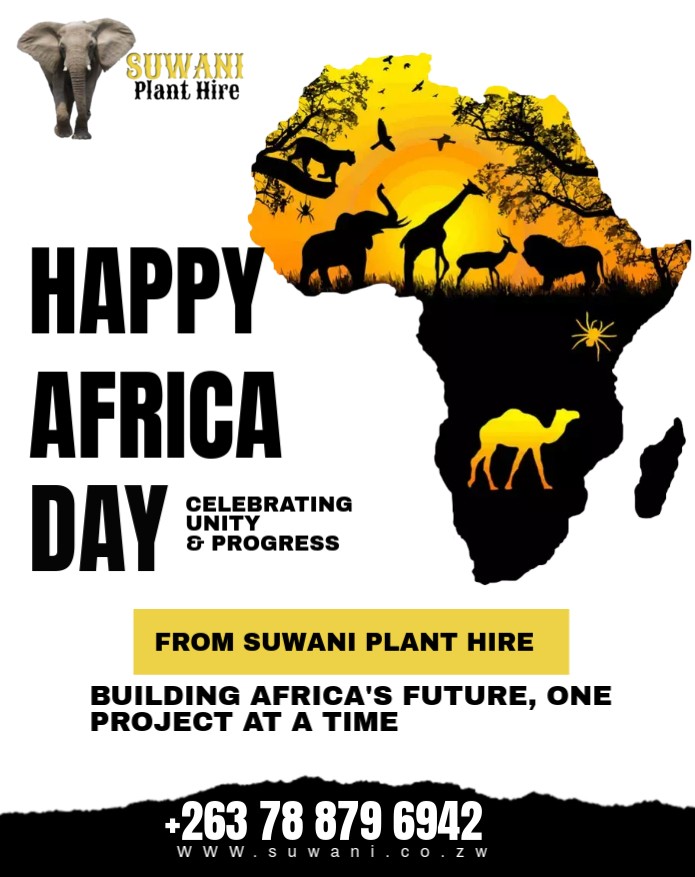 SUWANI
Plant Hire
HAPPY
AFRICA
DAY
CELEBRATING
UNITY
& PROGRESS
FROM SUWANI PLANT HIRE
BUILDING AFRICA'S FUTURE, ONE
PROJECT AT A TIME
+263 78 879 6942
WWW.suwani.co.zw